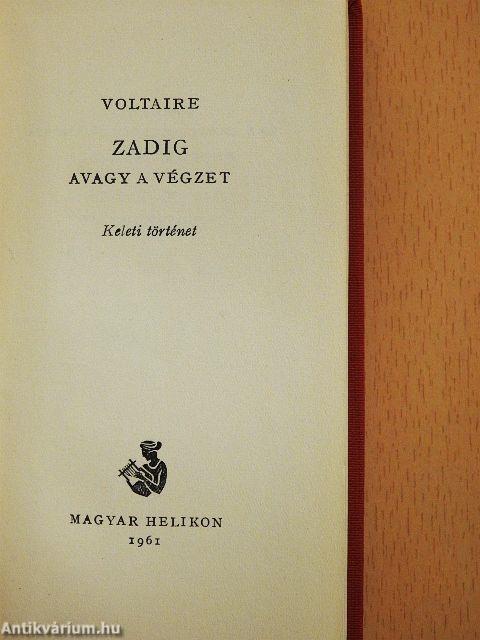 VOLTAIRE
ZADIG
AVAGY A VÉGZET
Keleti történet
MAGYAR HELIKON
1961
Antikvárium.hu